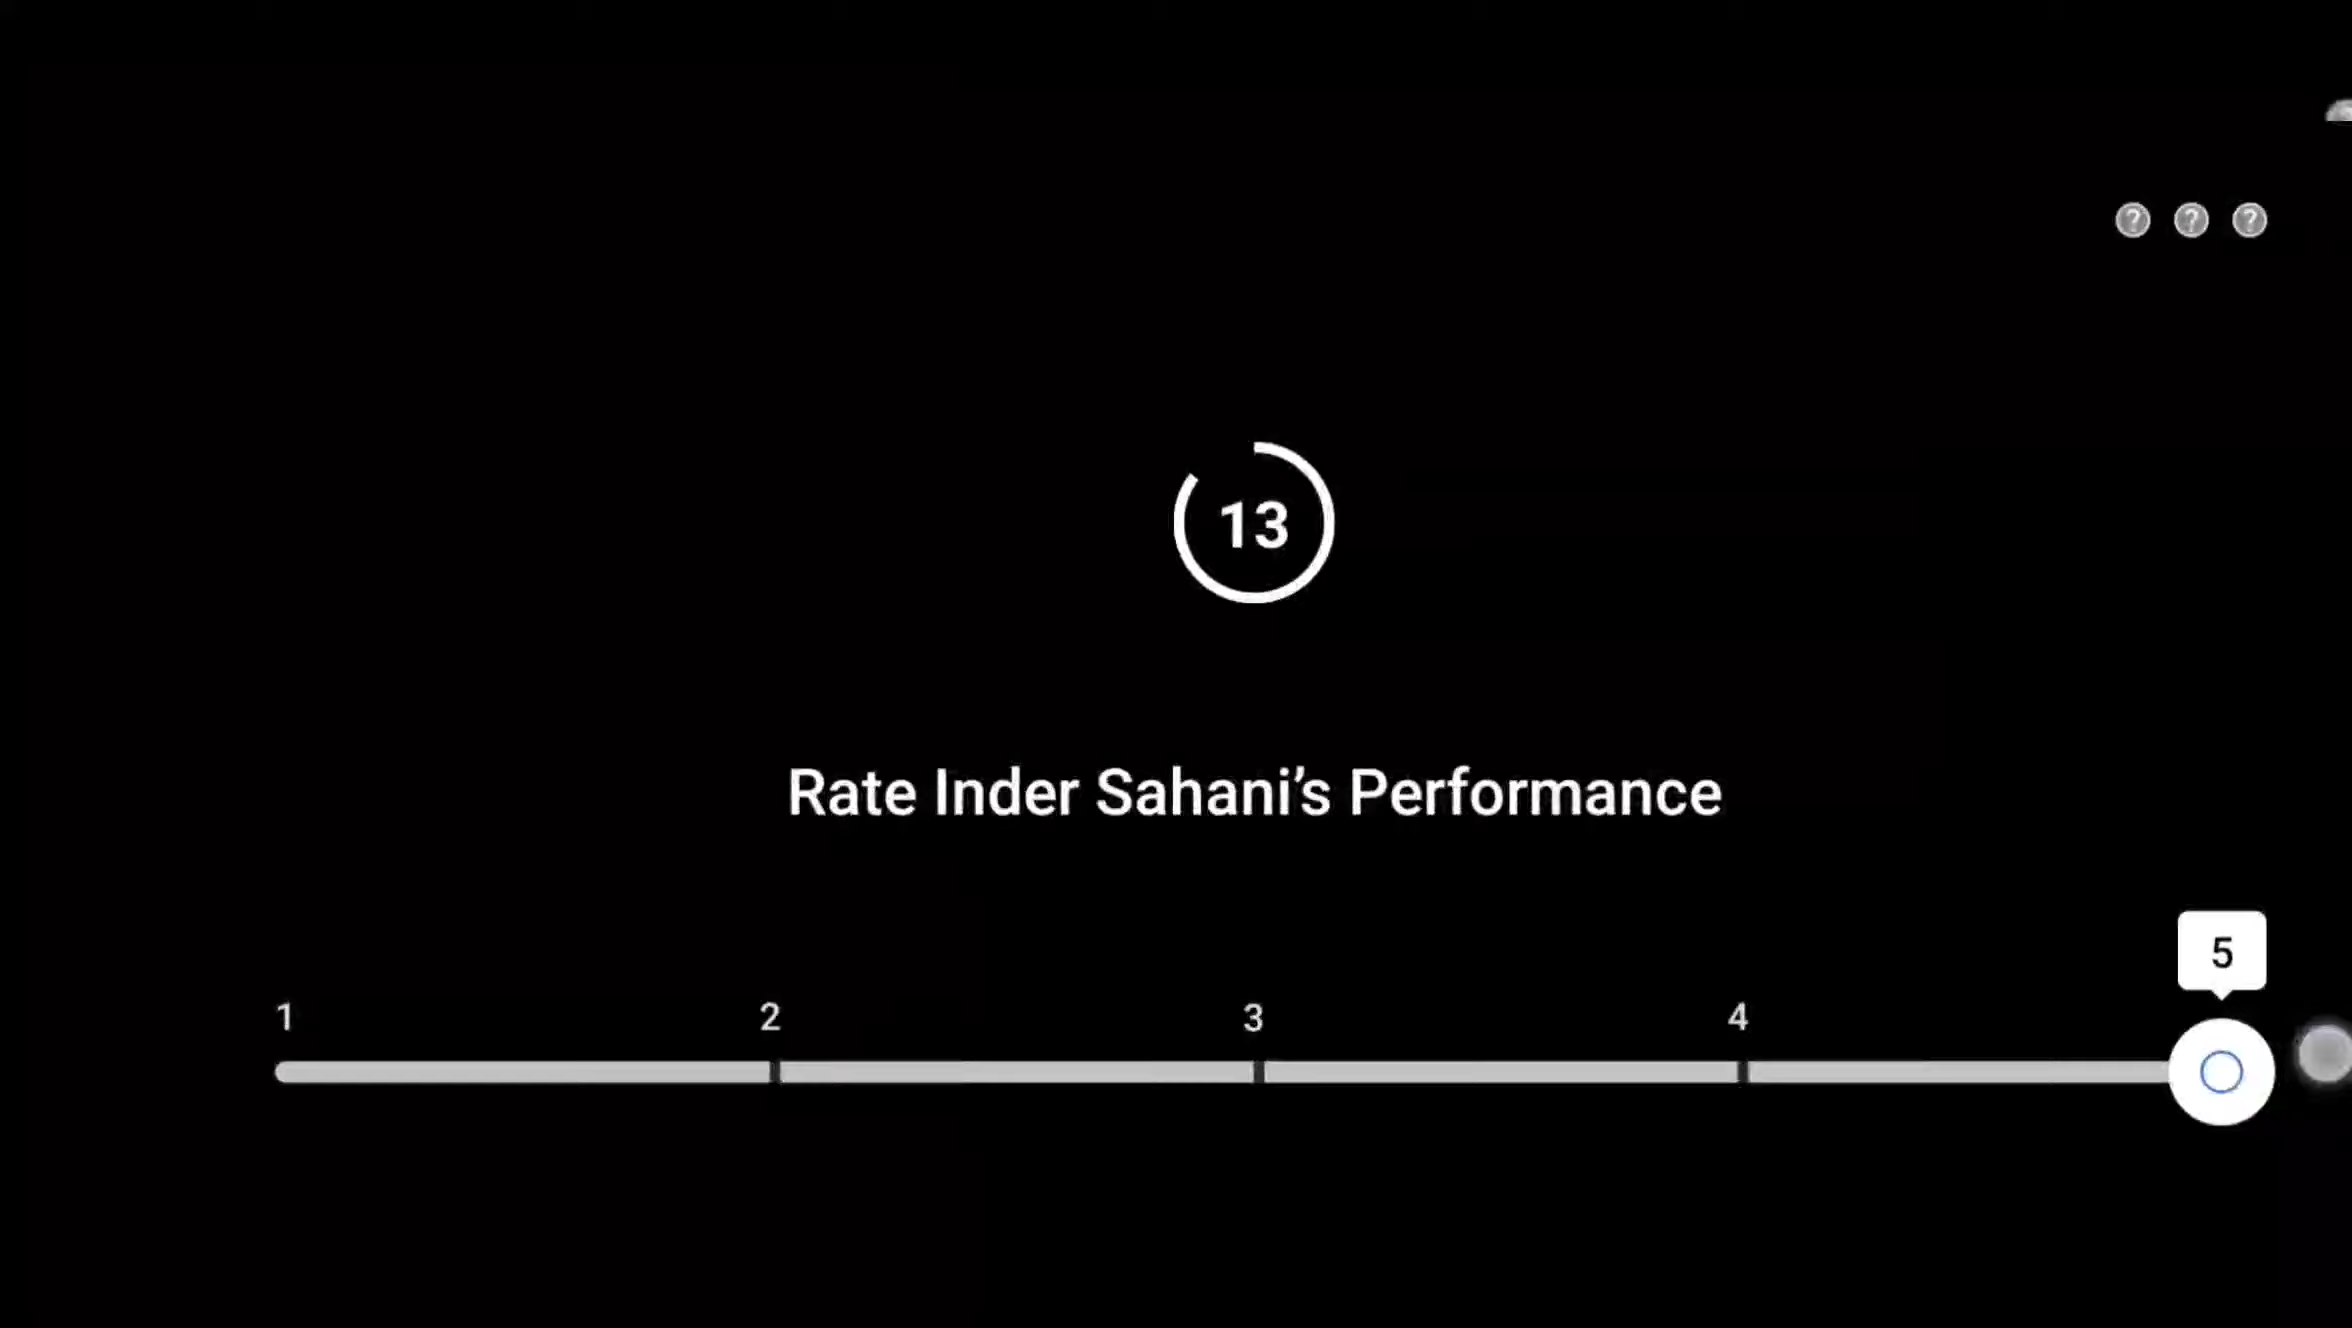 ? ? ?
13
Rate Inder Sahani’s Performance
5
1 2 3 4